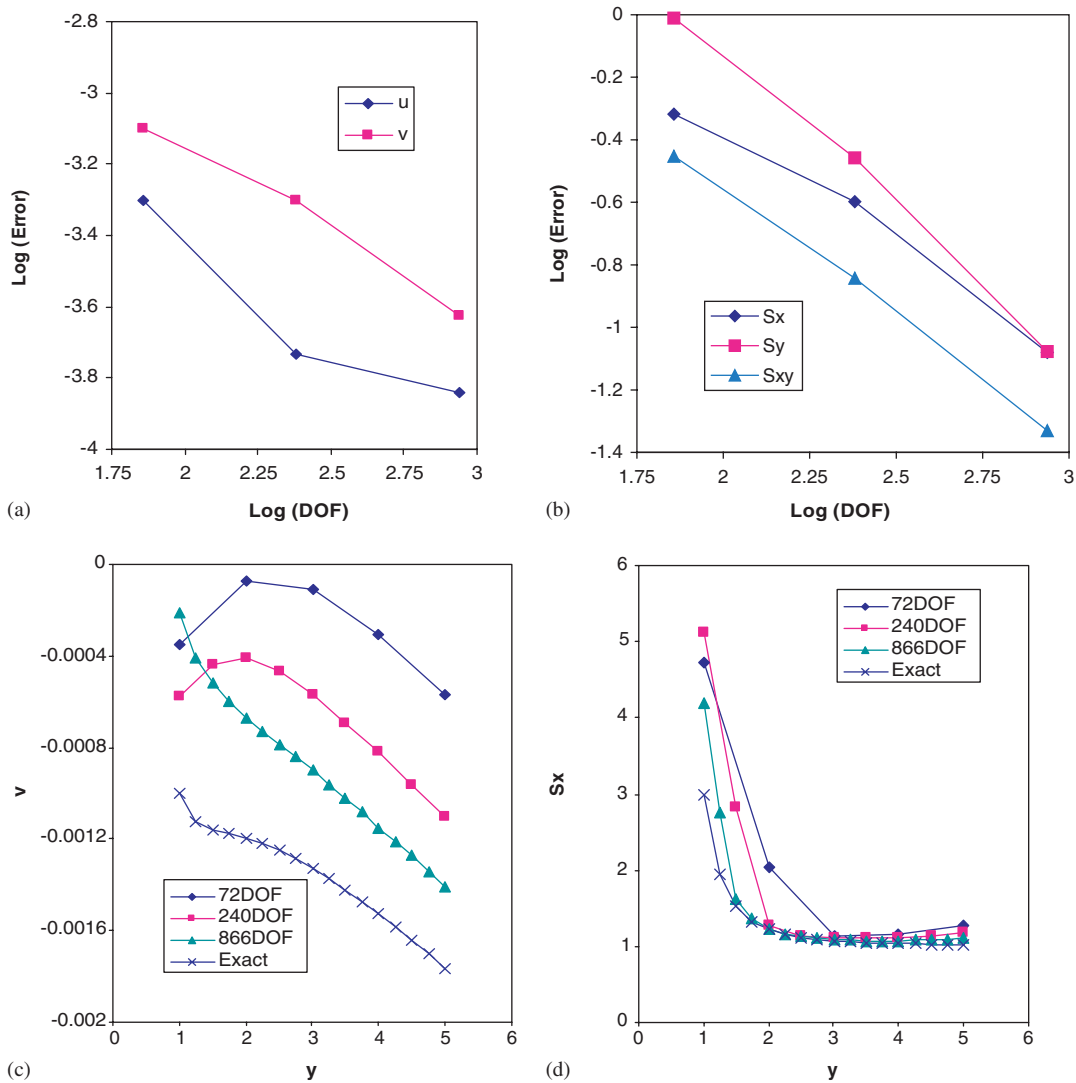 -2.8
-3
-3.2
-3.4
-3.6
-3.8
-4
Log (Error)
u
v
1.75
2
2.25
2.5
2.75
3
Log (DOF)
(a)
0
-0.2
-0.4
-0.6
-0.8
-1
-1.2
-1.4
Log (Error)
Sx
Sy
Sxy
1.75
2
2.25
2.5
2.75
3
Log (DOF)
(b)
0
-0.0004
-0.0008
-0.0012
-0.0016
-0.002
v
72DOF
240DOF
866DOF
Exact
0
1
2
3
4
5
6
y
(c)
6
5
4
3
2
1
0
Sx
72DOF
240DOF
866DOF
Exact
0
1
2
3
4
5
6
y
(d)